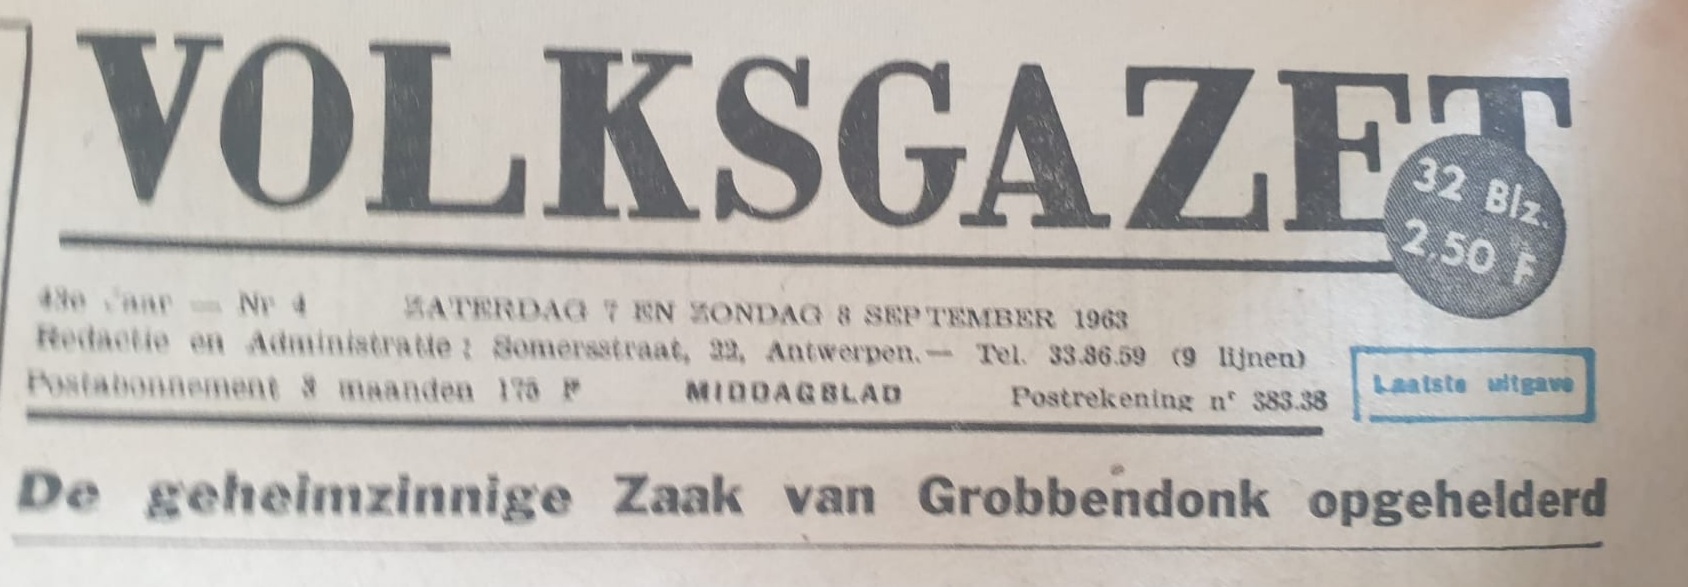 VOLKSGAZET
32 Blz.
2,50 F
43e Jaar — Nr 4 ZATERDAG 7 EN ZONDAG 8 SEPTEMBER 1963
Redactie en Administratie : Somersstraat, 22, Antwerpen. — Tel. 33.86.59 (9 lijnen)
Postabonnement 3 maanden 175 F MIDDAGBLAD Postrekening nr 383.38
Laatste uitgave
De geheimzinnige Zaak van Grobbendonk opgehelderd